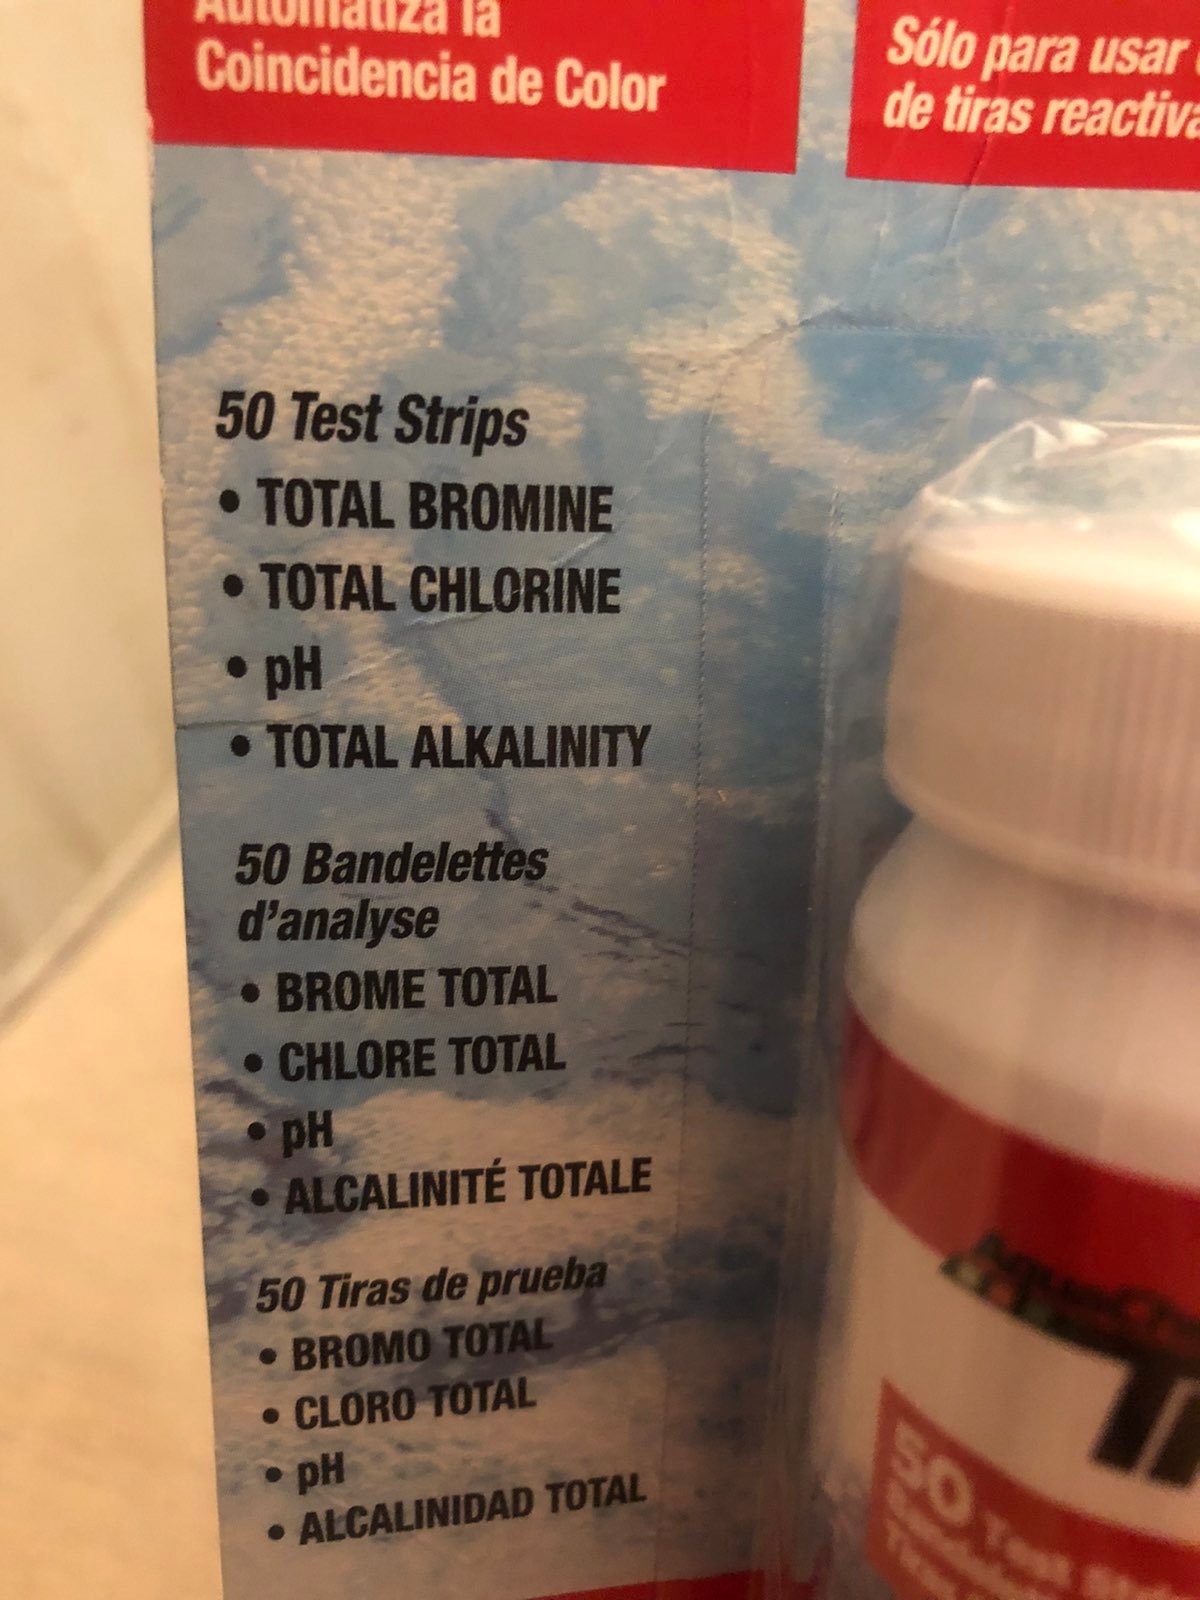 Automatiza la
Coincidencia de Color
Sólo para usar
de tiras
50 Test Strips
• TOTAL BROMINE
• TOTAL CHLORINE
• pH
• TOTAL ALKALINITY
50 Bandelettes
d'analyse
• BROME TOTAL
• CHLORE TOTAL
• pH
• ALCALINITÉ TOTALE
50 Tiras de prueba
• BROMO TOTAL
• CLORO TOTAL
• pH
• ALCALINIDAD TOTAL
50 Test